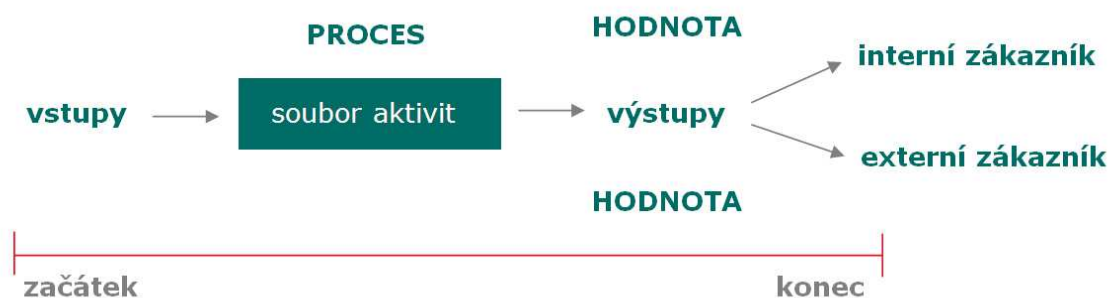 PROCES
HODNOTA
interní zákazník
vstupy
soubor aktivit
výstupy
externí zákazník
HODNOTA
začátek
konec